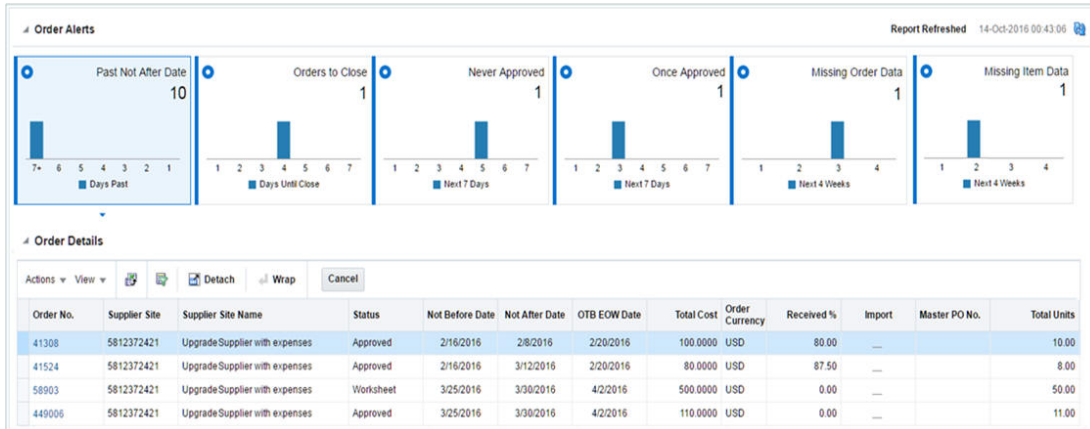 Order Alerts
Report Refreshed 14-Oct-2016 00:43:06
Past Not After Date
10
7+ 6 5 4 3 2 1
Days Past
Orders to Close
1
1 2 3 4 5 6 7
Days Until Close
Never Approved
1
1 2 3 4 5 6 7
Next 7 Days
Once Approved
1
1 2 3 4 5 6 7
Next 7 Days
Missing Order Data
1
1 2 3 4
Next 4 Weeks
Missing Item Data
1
1 2 3 4
Next 4 Weeks
Order Details
Actions View Detach Wrap Cancel
Order No. Supplier Site Supplier Site Name Status Not Before Date Not After Date OTB EOW Date Total Cost Order Currency Received % Import Master PO No. Total Units
41308 5812372421 UpgradeSupplier with expenses Approved 2/16/2016 2/8/2016 2/20/2016 100.0000 USD 80.00 __ 10.00
41524 5812372421 UpgradeSupplier with expenses Approved 2/16/2016 3/12/2016 2/20/2016 80.0000 USD 87.50 __ 8.00
58903 5812372421 UpgradeSupplier with expenses Worksheet 3/25/2016 3/30/2016 4/2/2016 500.0000 USD 0.00 __ 50.00
449006 5812372421 UpgradeSupplier with expenses Approved 3/25/2016 3/30/2016 4/2/2016 110.0000 USD 0.00 __ 11.00